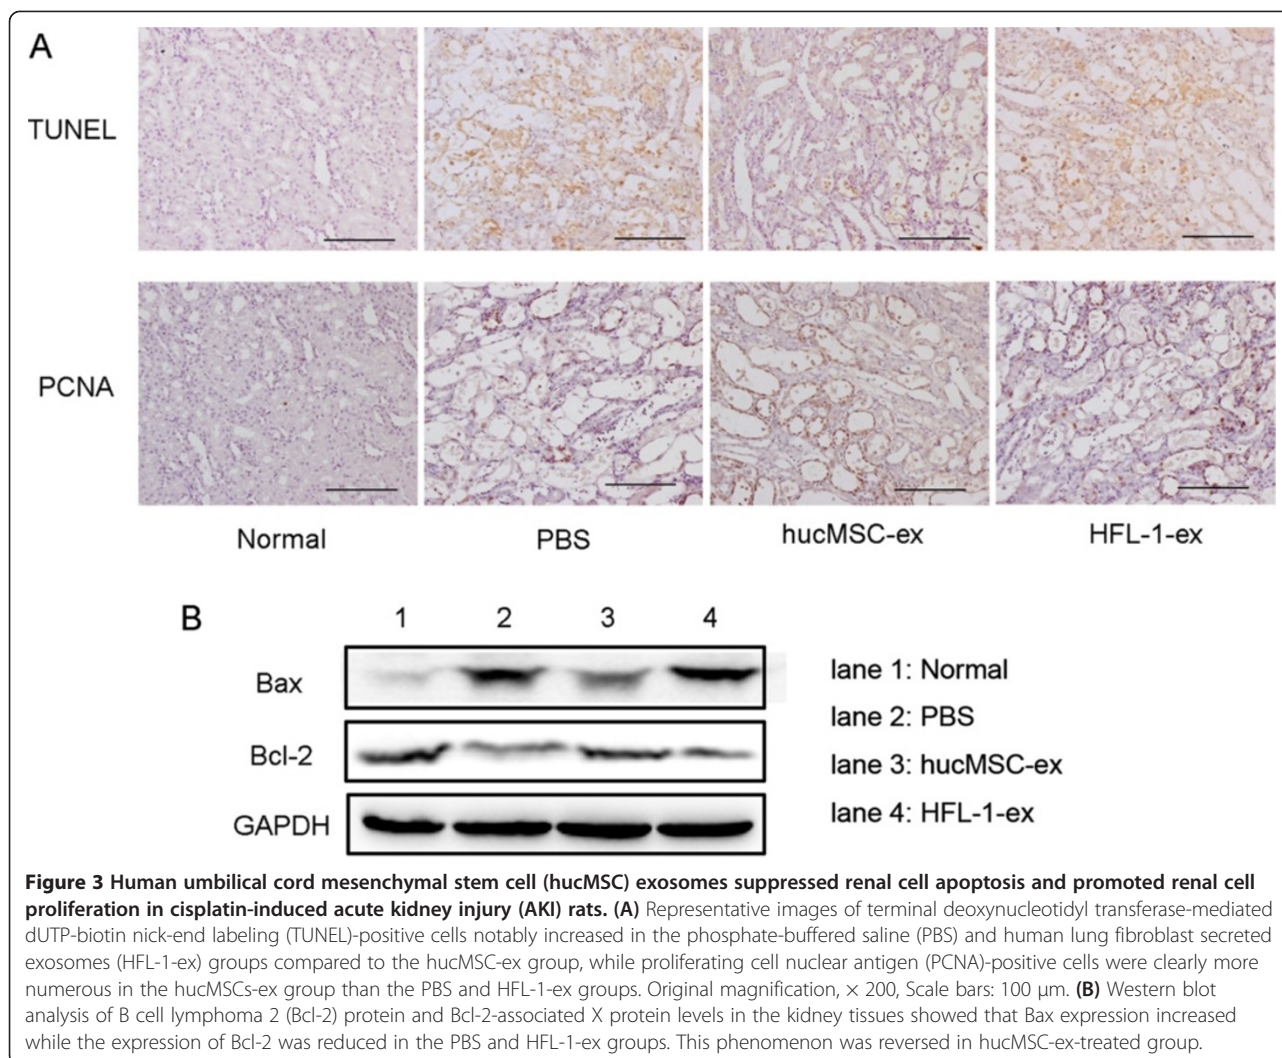 A
TUNEL
PCNA
Normal PBS hucMSC-ex HFL-1-ex
B
1 2 3 4
Bax
Bcl-2
GAPDH
lane 1: Normal
lane 2: PBS
lane 3: hucMSC-ex
lane 4: HFL-1-ex
Figure 3 Human umbilical cord mesenchymal stem cell (hucMSC) exosomes suppressed renal cell apoptosis and promoted renal cell
proliferation in cisplatin-induced acute kidney injury (AKI) rats. (A) Representative images of terminal deoxynucleotidyl transferase-mediated
dUTP-biotin nick-end labeling (TUNEL)-positive cells notably increased in the phosphate-buffered saline (PBS) and human lung fibroblast secreted
exosomes (HFL-1-ex) groups compared to the hucMSC-ex group, while proliferating cell nuclear antigen (PCNA)-positive cells were clearly more
numerous in the hucMSCs-ex group than the PBS and HFL-1-ex groups. Original magnification, × 200, Scale bars: 100 μm. (B) Western blot
analysis of B cell lymphoma 2 (Bcl-2) protein and Bcl-2-associated X protein levels in the kidney tissues showed that Bax expression increased
while the expression of Bcl-2 was reduced in the PBS and HFL-1-ex groups. This phenomenon was reversed in hucMSC-ex-treated group.